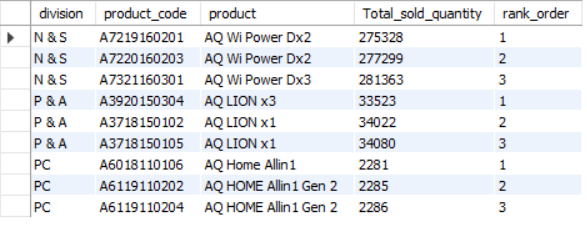 division product_code product Total_sold_quantity rank_order
N & S A7219160201 AQ Wi Power Dx2 275328 1
N & S A7220160203 AQ Wi Power Dx2 277299 2
N & S A7321160301 AQ Wi Power Dx3 281363 3
P & A A3920150304 AQ LION x3 33523 1
P & A A3718150102 AQ LION x1 34022 2
P & A A3718150105 AQ LION x1 34080 3
PC A6018110106 AQ Home Allin1 2281 1
PC A6119110202 AQ HOME Allin1 Gen 2 2285 2
PC A6119110204 AQ HOME Allin1 Gen 2 2286 3